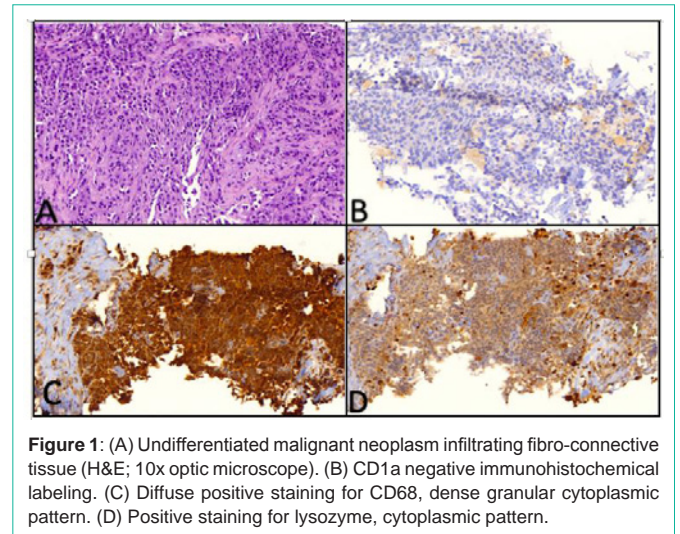 A
B
C
D
Figure 1: (A) Undifferentiated malignant neoplasm infiltrating fibro-connective
tissue (H&E; 10x optic microscope). (B) CD1a negative immunohistochemical
labeling. (C) Diffuse positive staining for CD68, dense granular cytoplasmic
pattern. (D) Positive staining for lysozyme, cytoplasmic pattern.